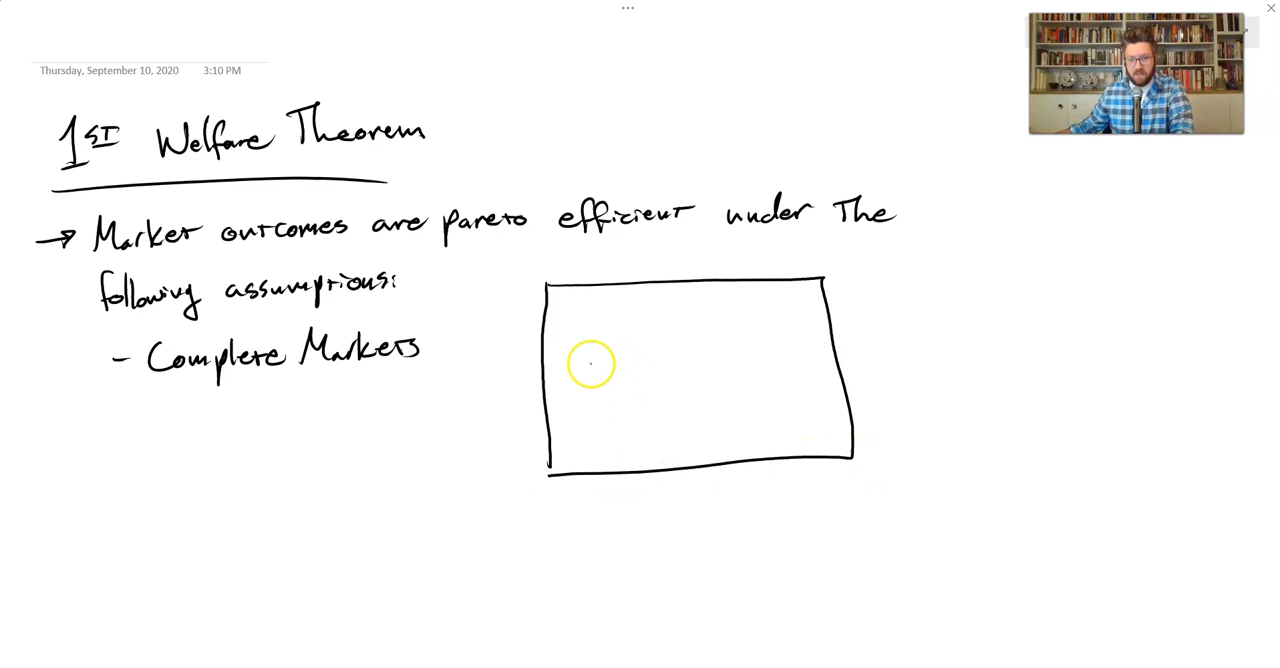 Thursday, September 10, 2020 3:10 PM
1ST Welfare Theorem
→ Market outcomes are pareto efficient under the
following assumptions:
- Complete Markets